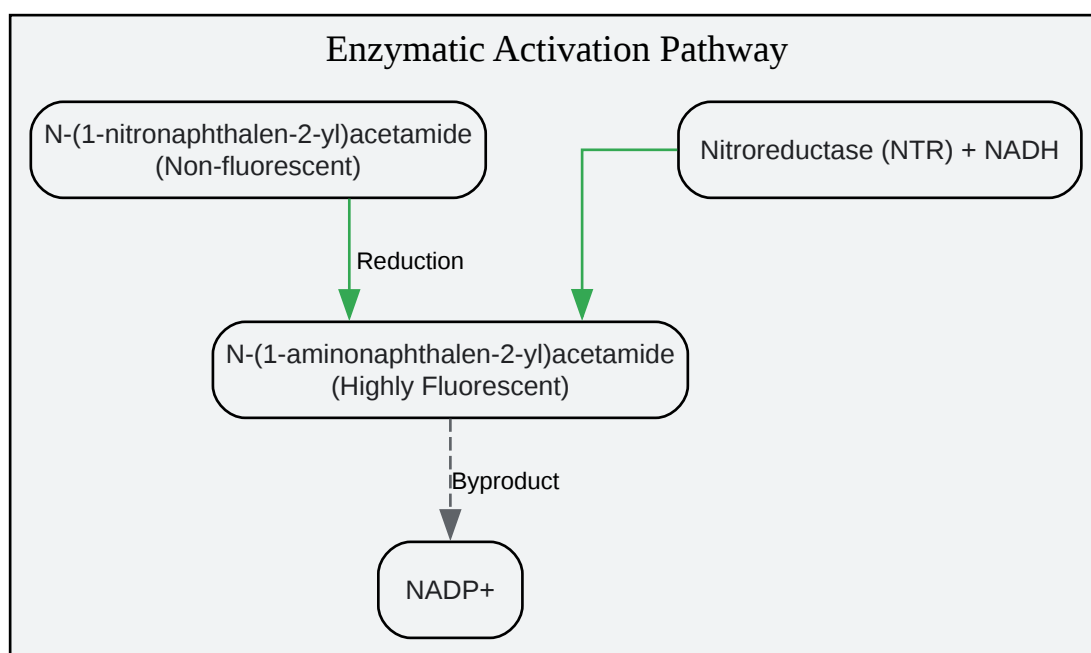 Enzymatic Activation Pathway
N-(1-nitronaphthalen-2-yl)acetamide
(Non-fluorescent)
Nitroreductase (NTR) + NADH
Reduction
N-(1-aminonaphthalen-2-yl)acetamide
(Highly Fluorescent)
Byproduct
NADP+